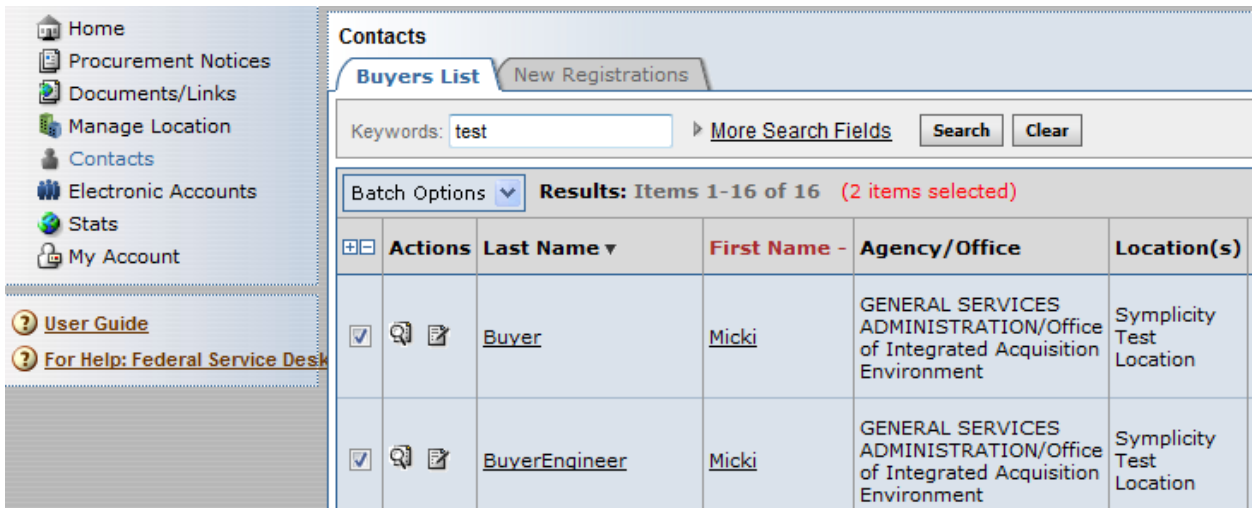 Home
Procurement Notices
Documents/Links
Manage Location
Contacts
Electronic Accounts
Stats
My Account
User Guide
For Help: Federal Service Desk
Contacts
Buyers List New Registrations
Keywords: test More Search Fields Search Clear
Batch Options Results: Items 1-16 of 16 (2 items selected)
Actions Last Name First Name - Agency/Office Location(s)
Buyer
Micki
GENERAL SERVICES
ADMINISTRATION/Office
of Integrated Acquisition
Environment
Symplicity
Test
Location
BuyerEngineer
Micki
GENERAL SERVICES
ADMINISTRATION/Office
of Integrated Acquisition
Environment
Symplicity
Test
Location